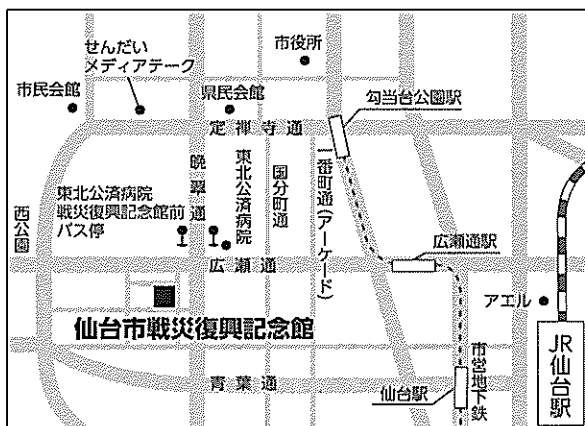 せんだい
メディアテーク
市役所
市民会館
県民会館
勾当台公園駅
定禅寺通
晩翠通
東北公済病院
国分町通
一番町通(アーケード)
東北公済病院
戦災復興記念館前
バス停
西公園
広瀬通駅
広瀬通
アエル
仙台市戦災復興記念館
JR仙台駅
市営地下鉄
青葉通
仙台駅